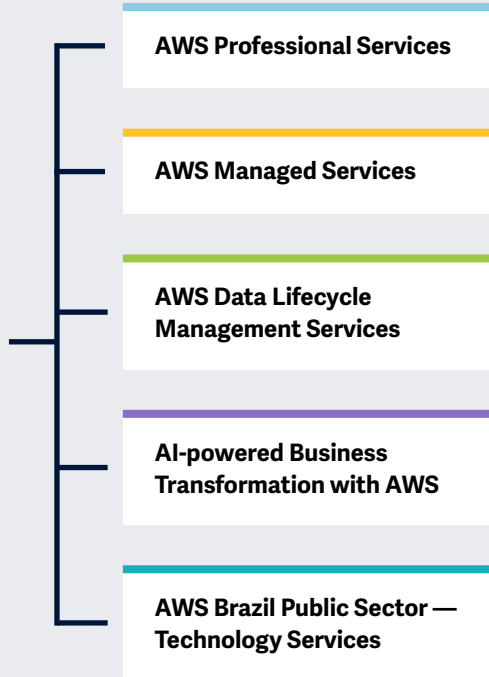 AWS Professional Services
AWS Managed Services
AWS Data Lifecycle
Management Services
AI-powered Business
Transformation with AWS
AWS Brazil Public Sector —
Technology Services